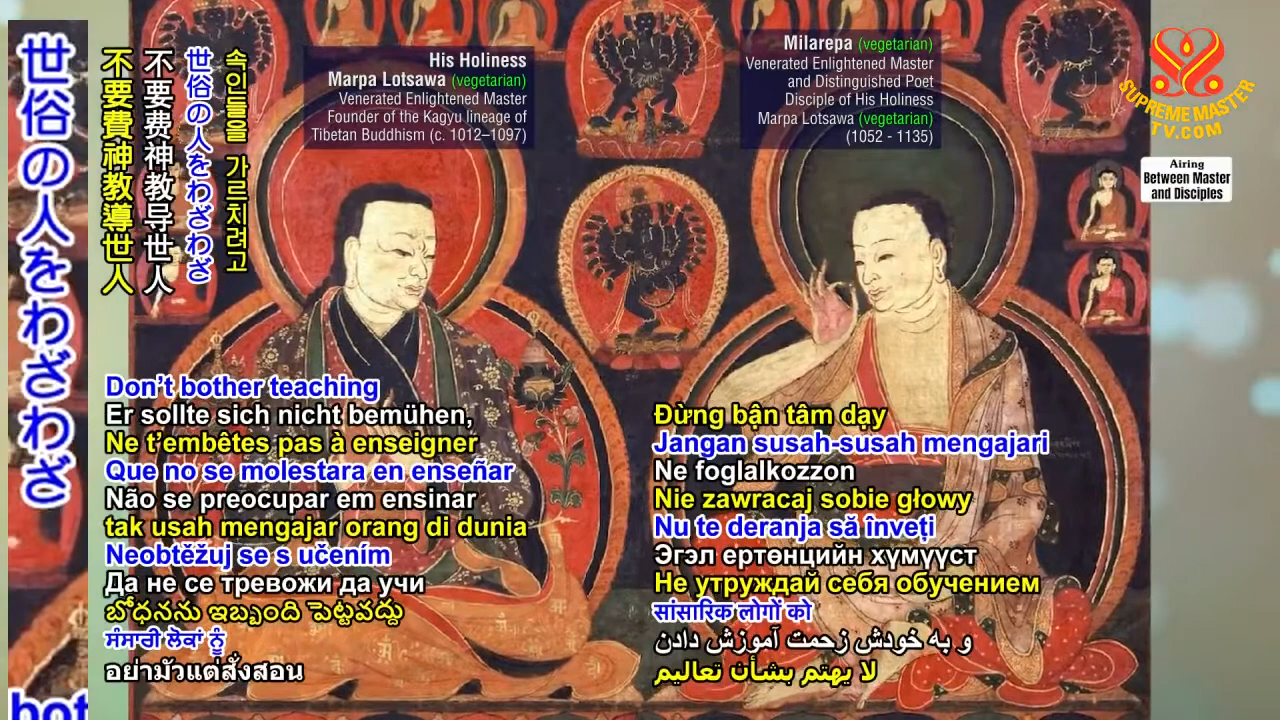 世俗の人をわざわざ
不要費神教導世人
不要费神教导世人
世俗の人をわざわざ
속인들을 가르치려고
His Holiness
Marpa Lotsawa (vegetarian)
Venerated Enlightened Master
Founder of the Kagyu lineage of
Tibetan Buddhism (c. 1012–1097)
Milarepa (vegetarian)
Venerated Enlightened Master
and Distinguished Poet
Disciple of His Holiness
Marpa Lotsawa (vegetarian)
(1052 - 1135)
SUPREME MASTER
TV.COM
Airing
Between Master
and Disciples
Don't bother teaching
Er sollte sich nicht bemühen,
Ne t'embêtes pas à enseigner
Que no se molestara en enseñar
Não se preocupar em ensinar
tak usah mengajar orang di dunia
Neobtěžuj se s učením
Да не се тревожи да учи
బోధనను ఇబ్బంది పెట్టవద్దు
ਸੰਸਾਰੀ ਲੋਕਾਂ ਨੂੰ
อย่ามัวแต่สั่งสอน
Đừng bận tâm dạy
Jangan susah-susah mengajari
Ne foglalkozzon
Nie zawracaj sobie głowy
Nu te deranja să înveți
Эгэл ертөнцийн хүмүүст
Не утруждай себя обучением
सांसारिक लोगों को
و به خودش زحمت آموزش دادن
لا يهتم بشأن تعاليم
bot